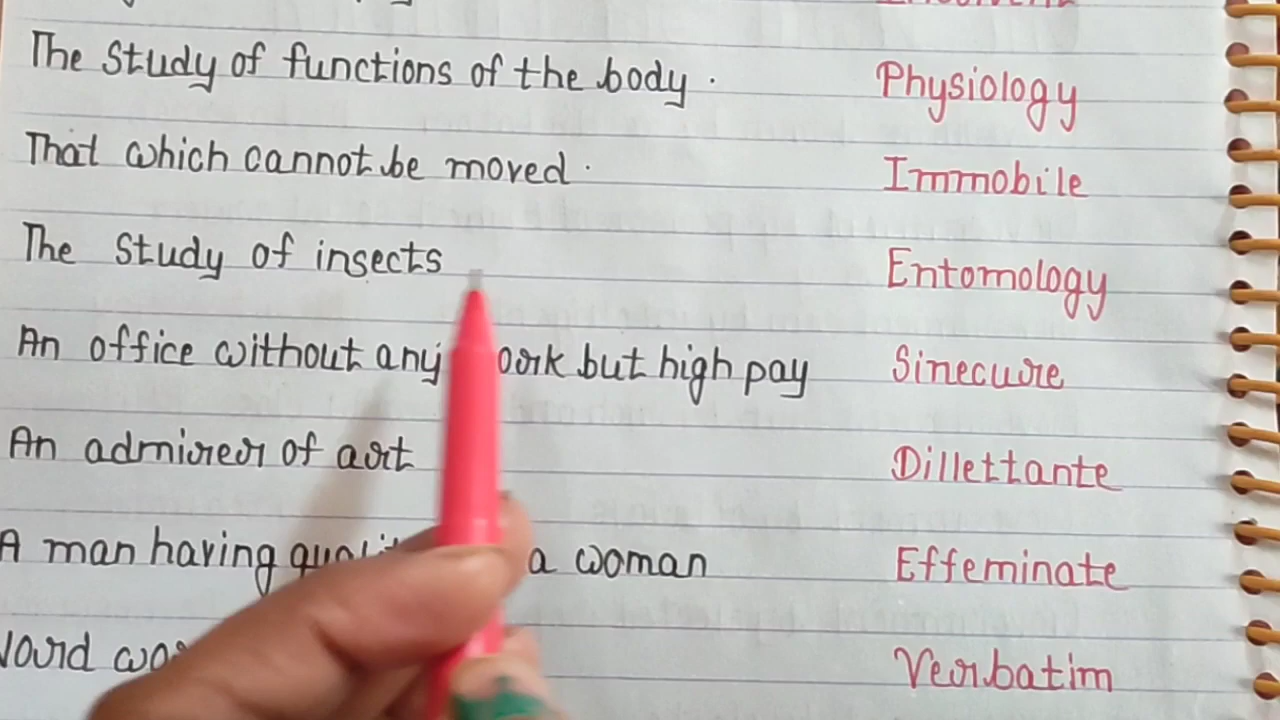 The study of functions of the body . Physiology
That which cannot be moved . Immobile
The study of insects Entomology
An office without any but high pay Sinecure
An admirer of art Dillettante
A man having a woman Effeminate
Verbatim